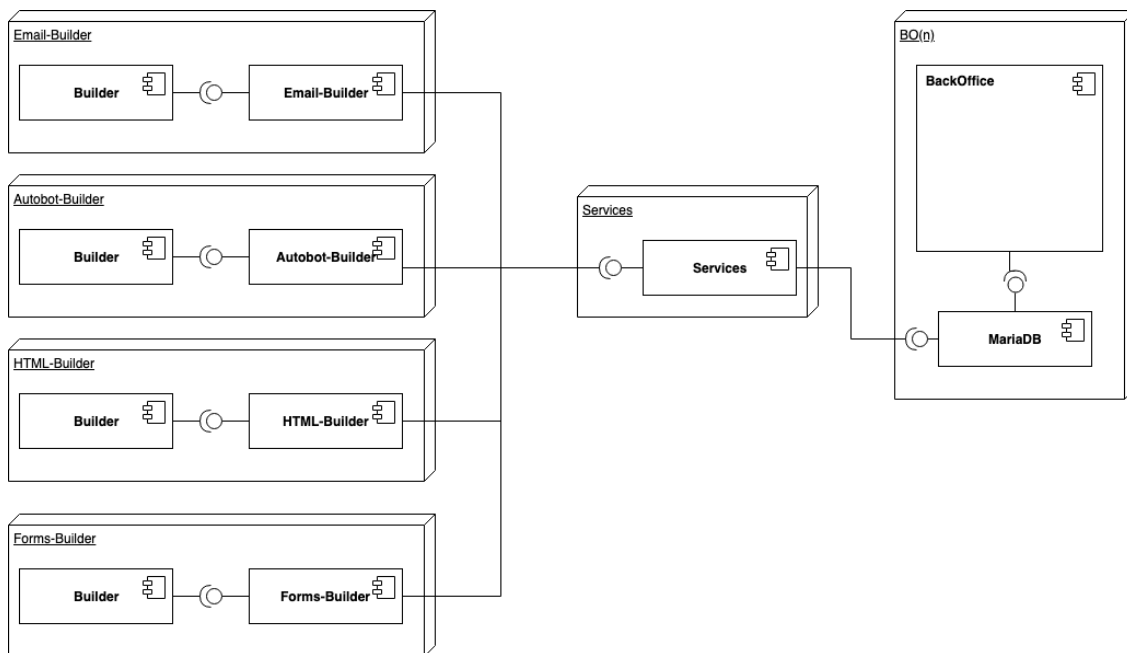 Email-Builder
Builder
Email-Builder
Autobot-Builder
Builder
Autobot-Builder
HTML-Builder
Builder
HTML-Builder
Forms-Builder
Builder
Forms-Builder
Services
Services
BO(n)
BackOffice
MariaDB